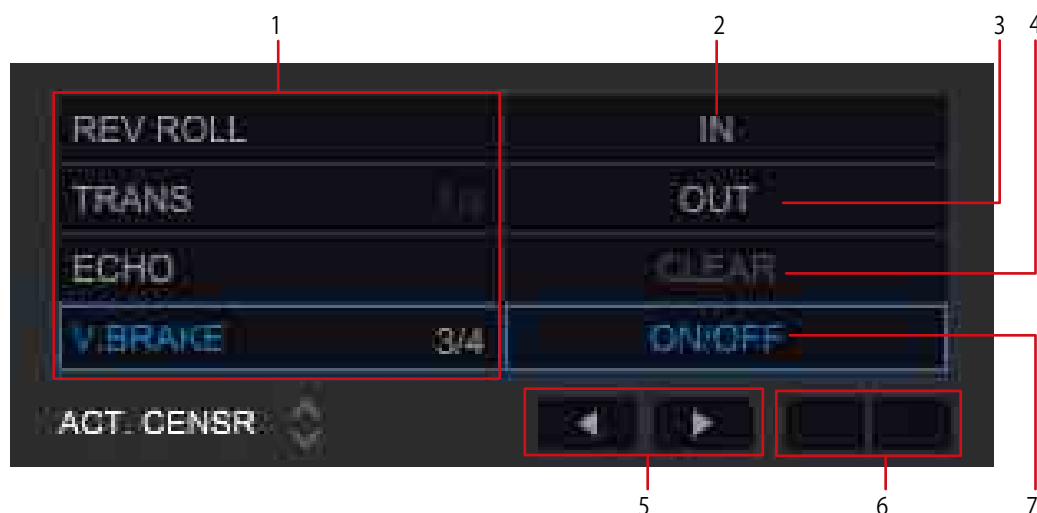 1 2 3 4
REV ROLL IN
TRANS OUT
ECHO CLEAR
V.BRAKE 3/4 ON/OFF
ACT. CENSR
5 6 7